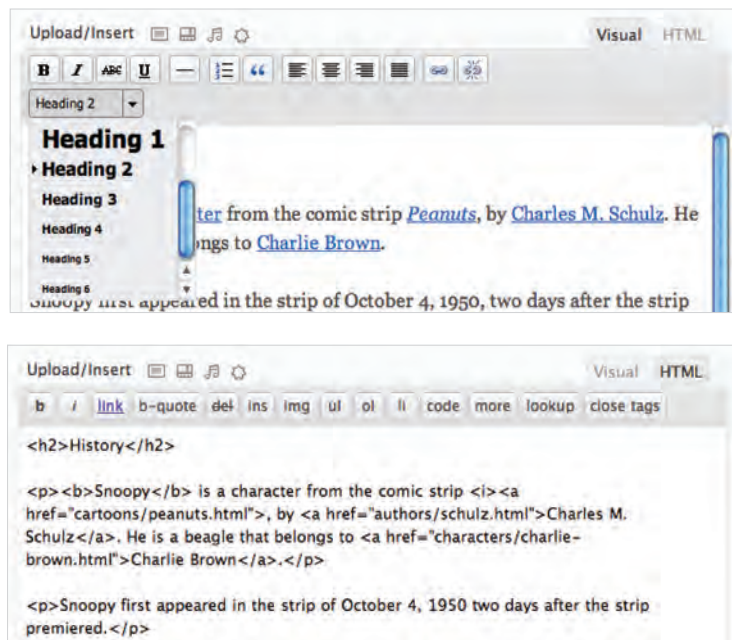 Upload/Insert Visual HTML
B I ABC U
Heading 2
Heading 1
Heading 2
Heading 3
Heading 4
Heading 5
Heading 6
ter from the comic strip Peanuts, by Charles M. Schulz. He
ongs to Charlie Brown.
Snoopy first appeared in the strip of October 4, 1950, two days after the strip
Upload/Insert Visual HTML
b i link b-quote del ins img ul ol li code more lookup close tags
<h2>History</h2>
<p><b>Snoopy</b> is a character from the comic strip <i><a
href="cartoons/peanuts.html">, by <a href="authors/schulz.html">Charles M.
Schulz</a>. He is a beagle that belongs to <a href="characters/charlie-
brown.html">Charlie Brown</a>.</p>
<p>Snoopy first appeared in the strip of October 4, 1950 two days after the strip
premiered.</p>